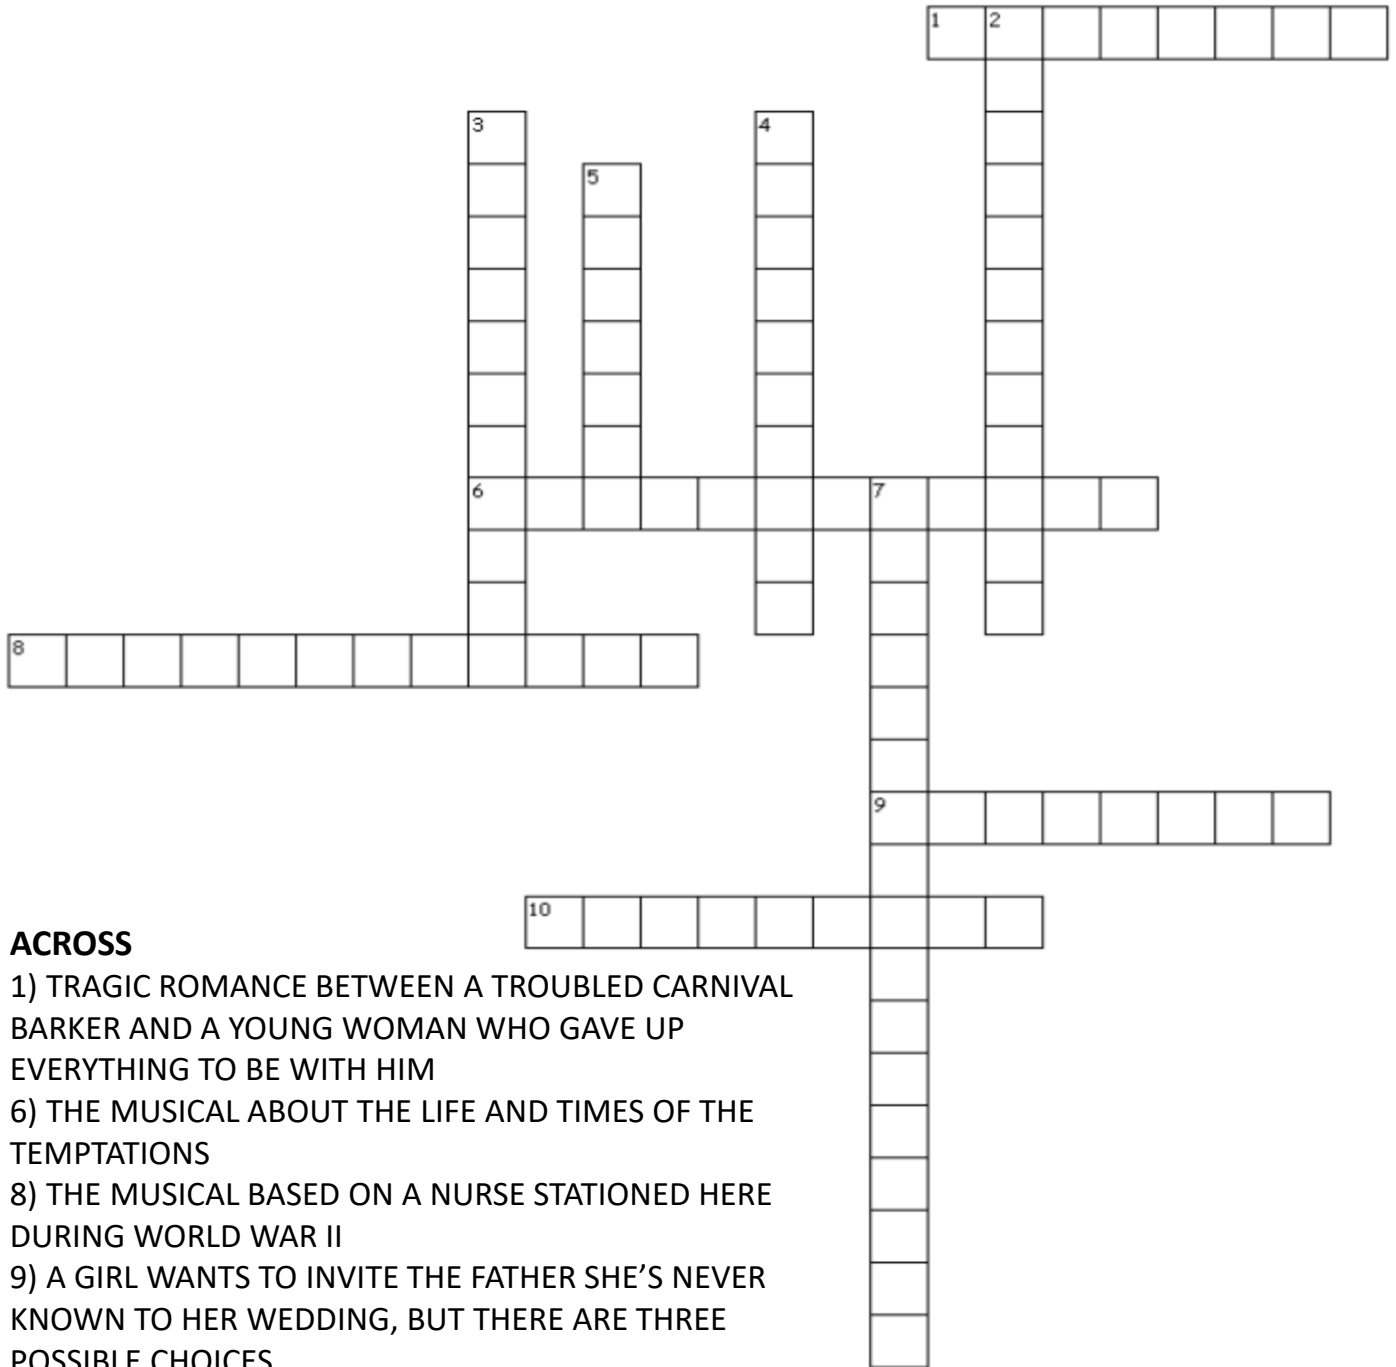 1 2
3 4
5
6 7
8
9
10
ACROSS
1) TRAGIC ROMANCE BETWEEN A TROUBLED CARNIVAL
BARKER AND A YOUNG WOMAN WHO GAVE UP
EVERYTHING TO BE WITH HIM
6) THE MUSICAL ABOUT THE LIFE AND TIMES OF THE
TEMPTATIONS
8) THE MUSICAL BASED ON A NURSE STATIONED HERE
DURING WORLD WAR II
9) A GIRL WANTS TO INVITE THE FATHER SHE’S NEVER
KNOWN TO HER WEDDING, BUT THERE ARE THREE
POSSIBLE CHOICES